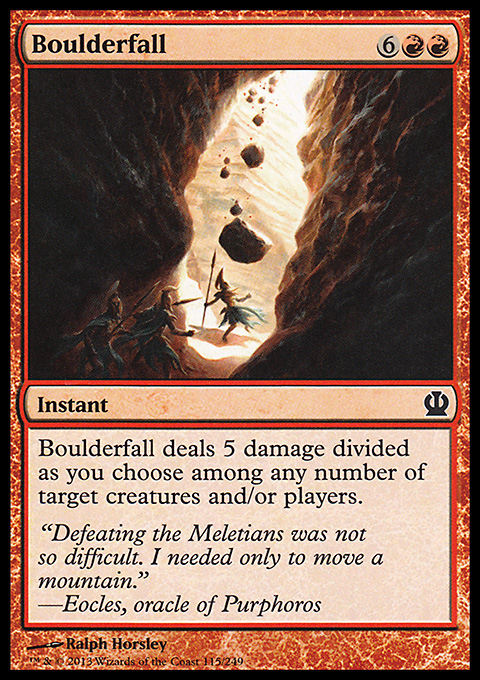 Boulderfall 6
Instant
Boulderfall deals 5 damage divided
as you choose among any number of
target creatures and/or players.
“Defeating the Meletians was not
so difficult. I needed only to move a
mountain.”
—Eocles, oracle of Purphoros
Ralph Horsley
™ & © 2013 Wizards of the Coast 115/249